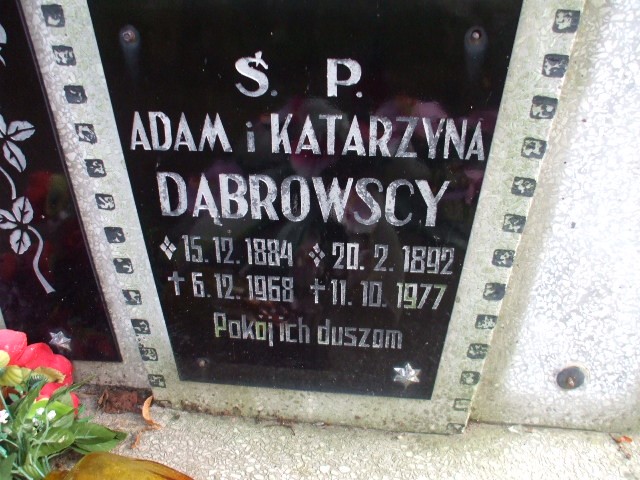 Ś. P.
ADAM i KATARZYNA
DĄBROWSCY
15.12.1884 20.2.1892
6.12.1968 11.10.1977
Pokój ich duszom